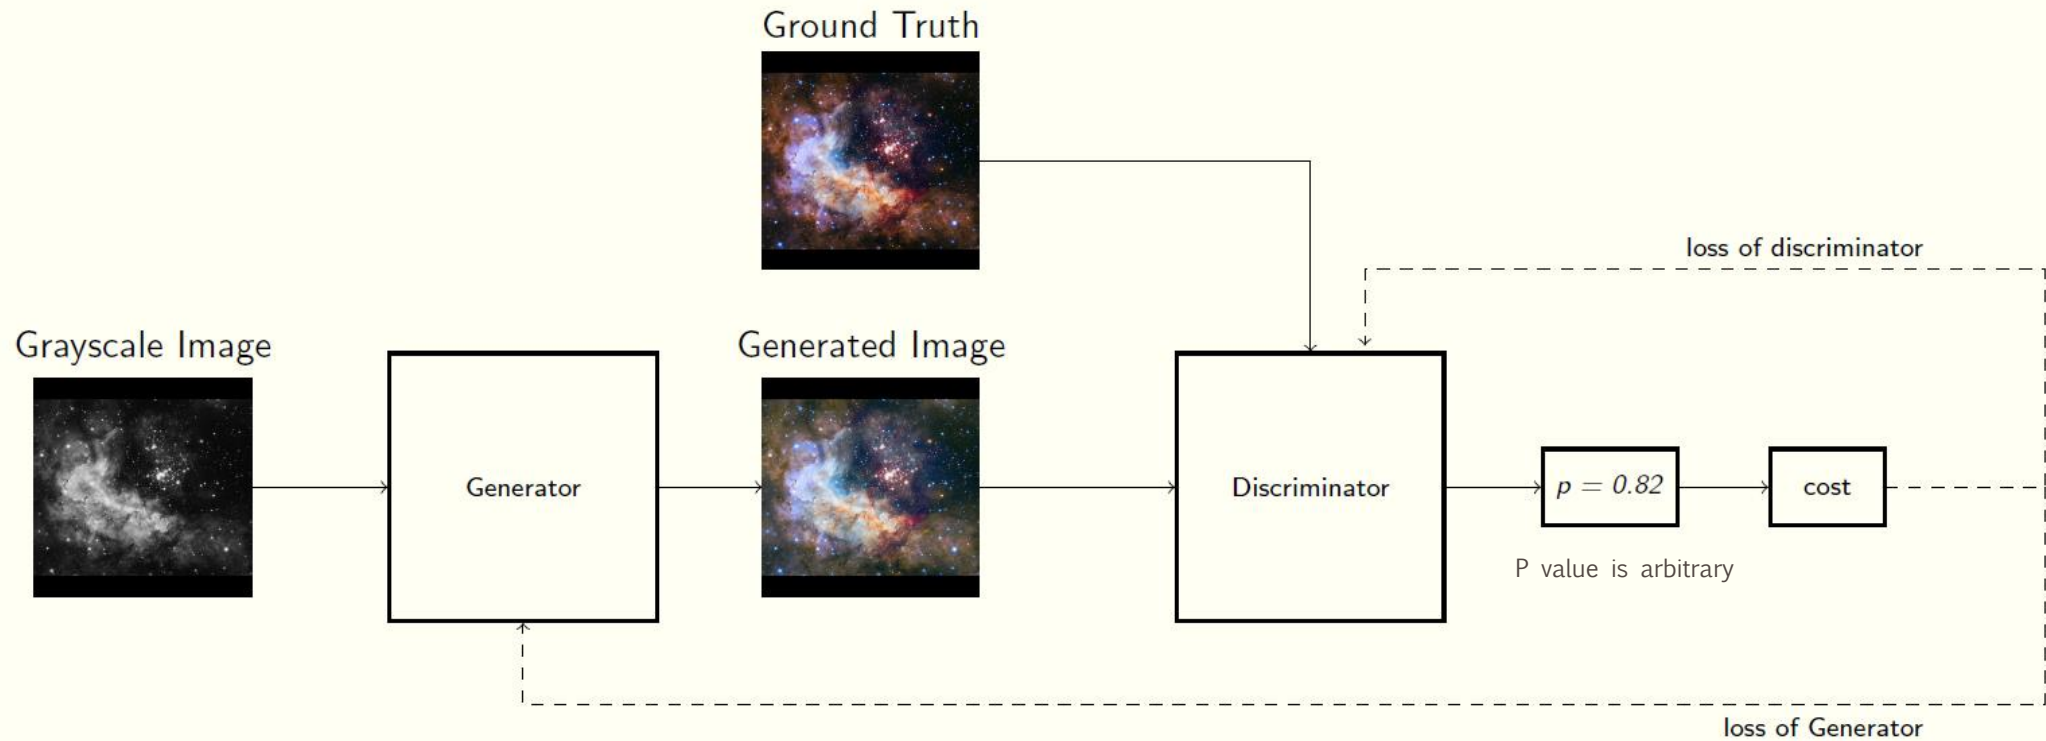 Ground Truth
loss of discriminator
Grayscale Image
Generated Image
Generator
Discriminator
p = 0.82
cost
P value is arbitrary
loss of Generator